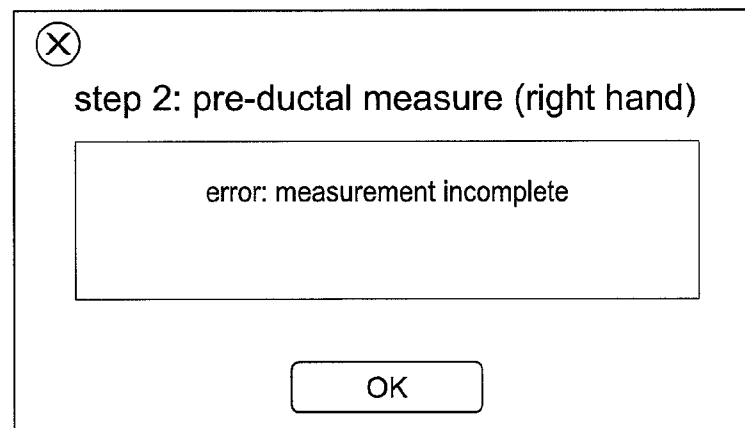 step 2: pre-ductal measure (right hand)
error: measurement incomplete
OK